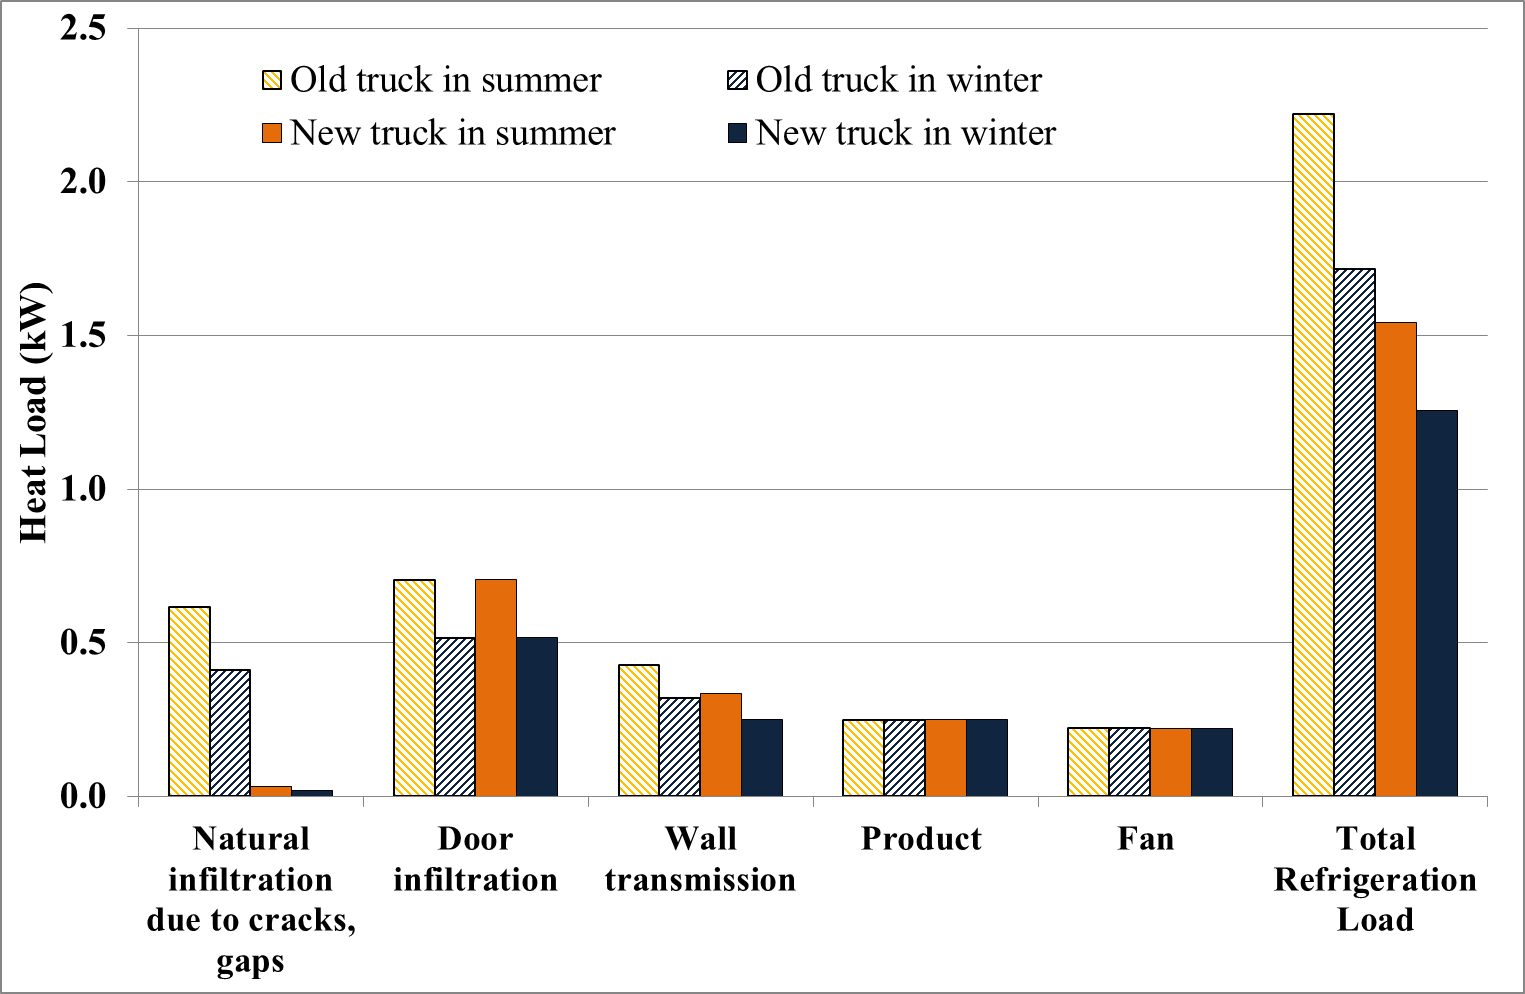 2.5
Old truck in summer
Old truck in winter
New truck in summer
New truck in winter
2.0
1.5
1.0
0.5
0.0
Heat Load (kW)
Natural
infiltration
due to cracks,
gaps
Door
infiltration
Wall
transmission
Product
Fan
Total
Refrigeration
Load